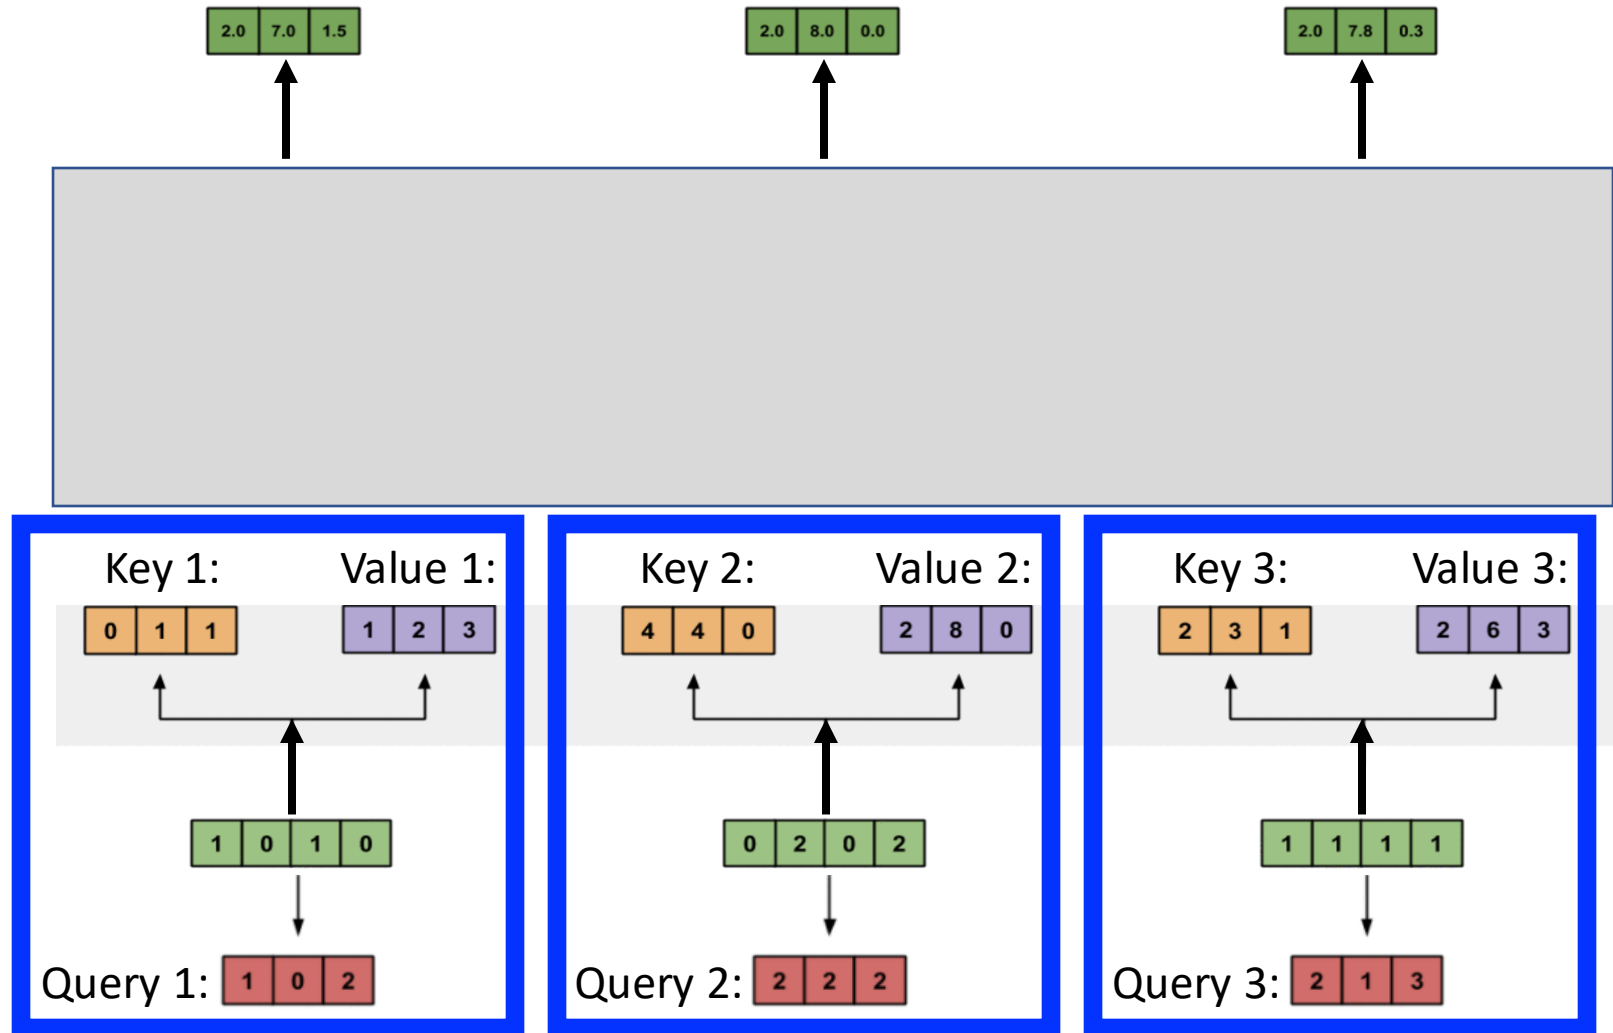 2.0 7.0 1.5 2.0 8.0 0.0 2.0 7.8 0.3
Key 1: Value 1: Key 2: Value 2: Key 3: Value 3:
0 1 1 1 2 3 4 4 0 2 8 0 2 3 1 2 6 3
1 0 1 0 0 2 0 2 1 1 1 1
Query 1: 1 0 2 Query 2: 2 2 2 Query 3: 2 1 3